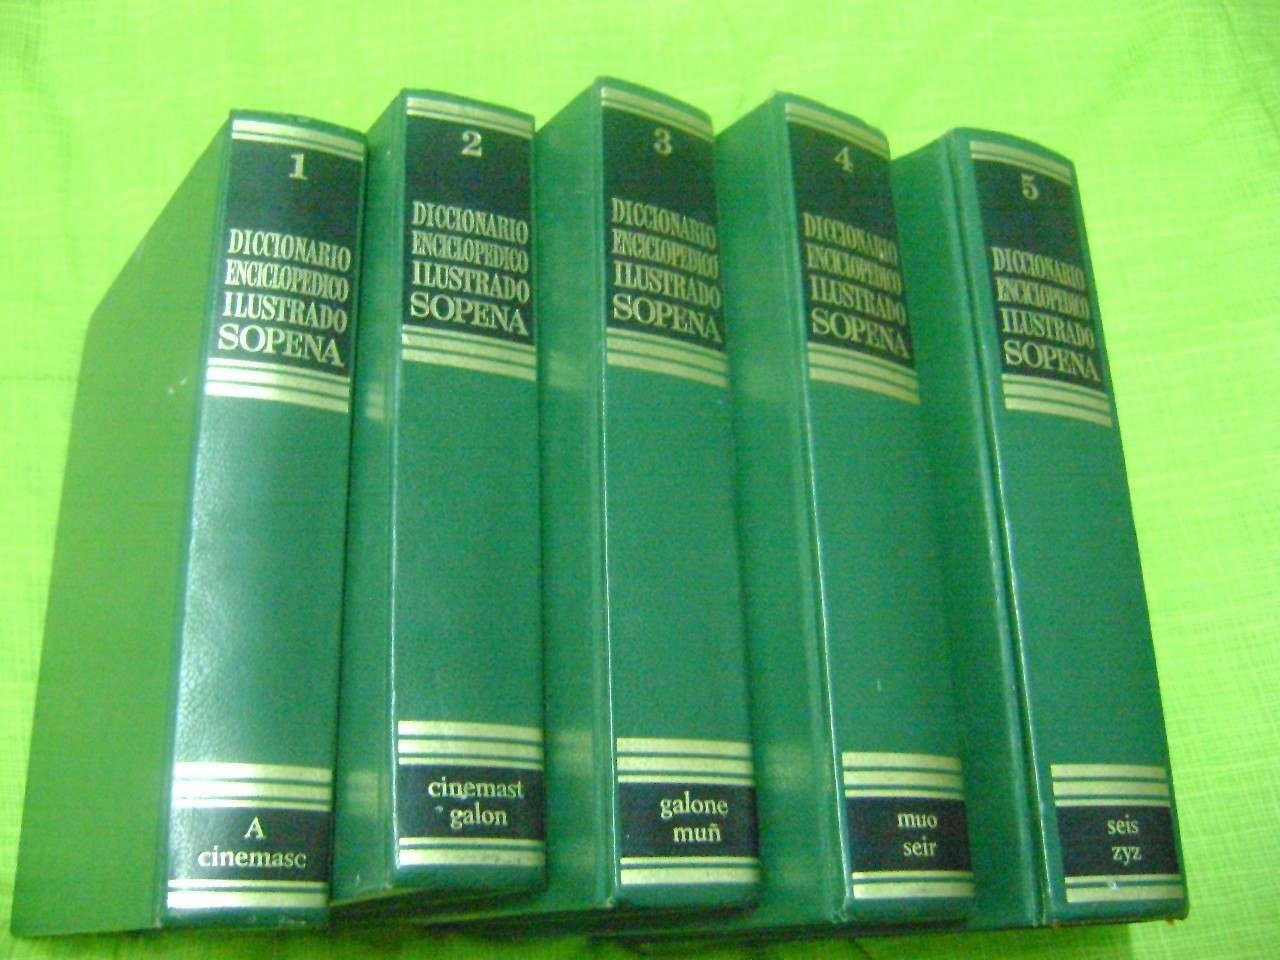 1
DICCIONARIO
ENCICLOPEDICO
ILUSTRADO
SOPENA
A
cinemasc
2
DICCIONARIO
ENCICLOPEDICO
ILUSTRADO
SOPENA
cinemast
galon
3
DICCIONARIO
ENCICLOPEDICO
ILUSTRADO
SOPENA
galone
muñ
4
DICCIONARIO
ENCICLOPEDICO
ILUSTRADO
SOPENA
muo
seir
5
DICCIONARIO
ENCICLOPEDICO
ILUSTRADO
SOPENA
seis
zyz